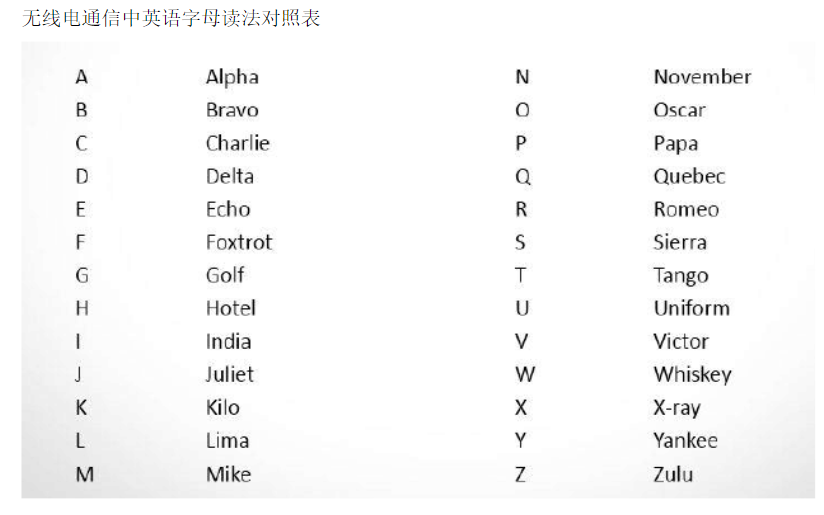 无线电通信中英语字母读法对照表
A Alpha N November
B Bravo O Oscar
C Charlie P Papa
D Delta Q Quebec
E Echo R Romeo
F Foxtrot S Sierra
G Golf T Tango
H Hotel U Uniform
I India V Victor
J Juliet W Whiskey
K Kilo X X-ray
L Lima Y Yankee
M Mike Z Zulu